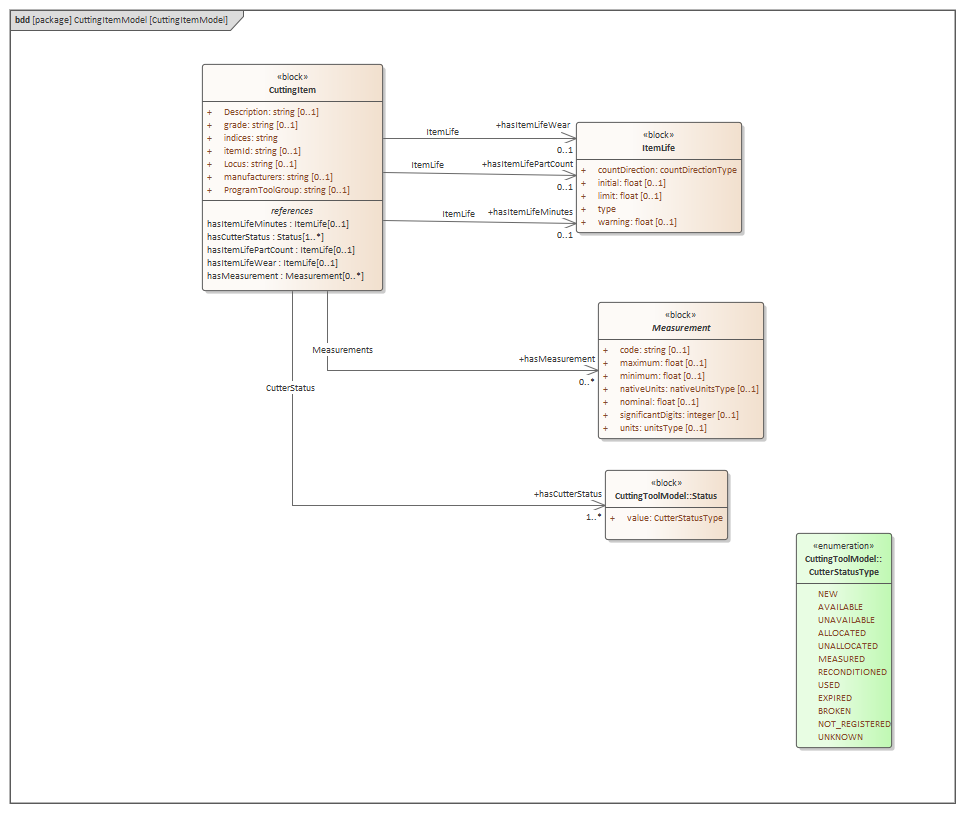 bdd [package] CuttingItemModel [CuttingItemModel]
«block»
CuttingItem
+ Description: string [0..1]
+ grade: string [0..1]
+ indices: string
+ itemId: string [0..1]
+ Locus: string [0..1]
+ manufacturers: string [0..1]
+ ProgramToolGroup: string [0..1]
references
hasItemLifeMinutes : ItemLife[0..1]
hasCutterStatus : Status[1..*]
hasItemLifePartCount : ItemLife[0..1]
hasItemLifeWear : ItemLife[0..1]
hasMeasurement : Measurement[0..*]
ItemLife
+hasItemLifeWear
0..1
ItemLife
+hasItemLifePartCount
0..1
ItemLife
+hasItemLifeMinutes
0..1
«block»
ItemLife
+ countDirection: countDirectionType
+ initial: float [0..1]
+ limit: float [0..1]
+ type
+ warning: float [0..1]
Measurements
+hasMeasurement
0..*
«block»
Measurement
+ code: string [0..1]
+ maximum: float [0..1]
+ minimum: float [0..1]
+ nativeUnits: nativeUnitsType [0..1]
+ nominal: float [0..1]
+ significantDigits: integer [0..1]
+ units: unitsType [0..1]
CutterStatus
+hasCutterStatus
1..*
«block»
CuttingToolModel::Status
+ value: CutterStatusType
«enumeration»
CuttingToolModel::
CutterStatusType
NEW
AVAILABLE
UNAVAILABLE
ALLOCATED
UNALLOCATED
MEASURED
RECONDITIONED
USED
EXPIRED
BROKEN
NOT_REGISTERED
UNKNOWN